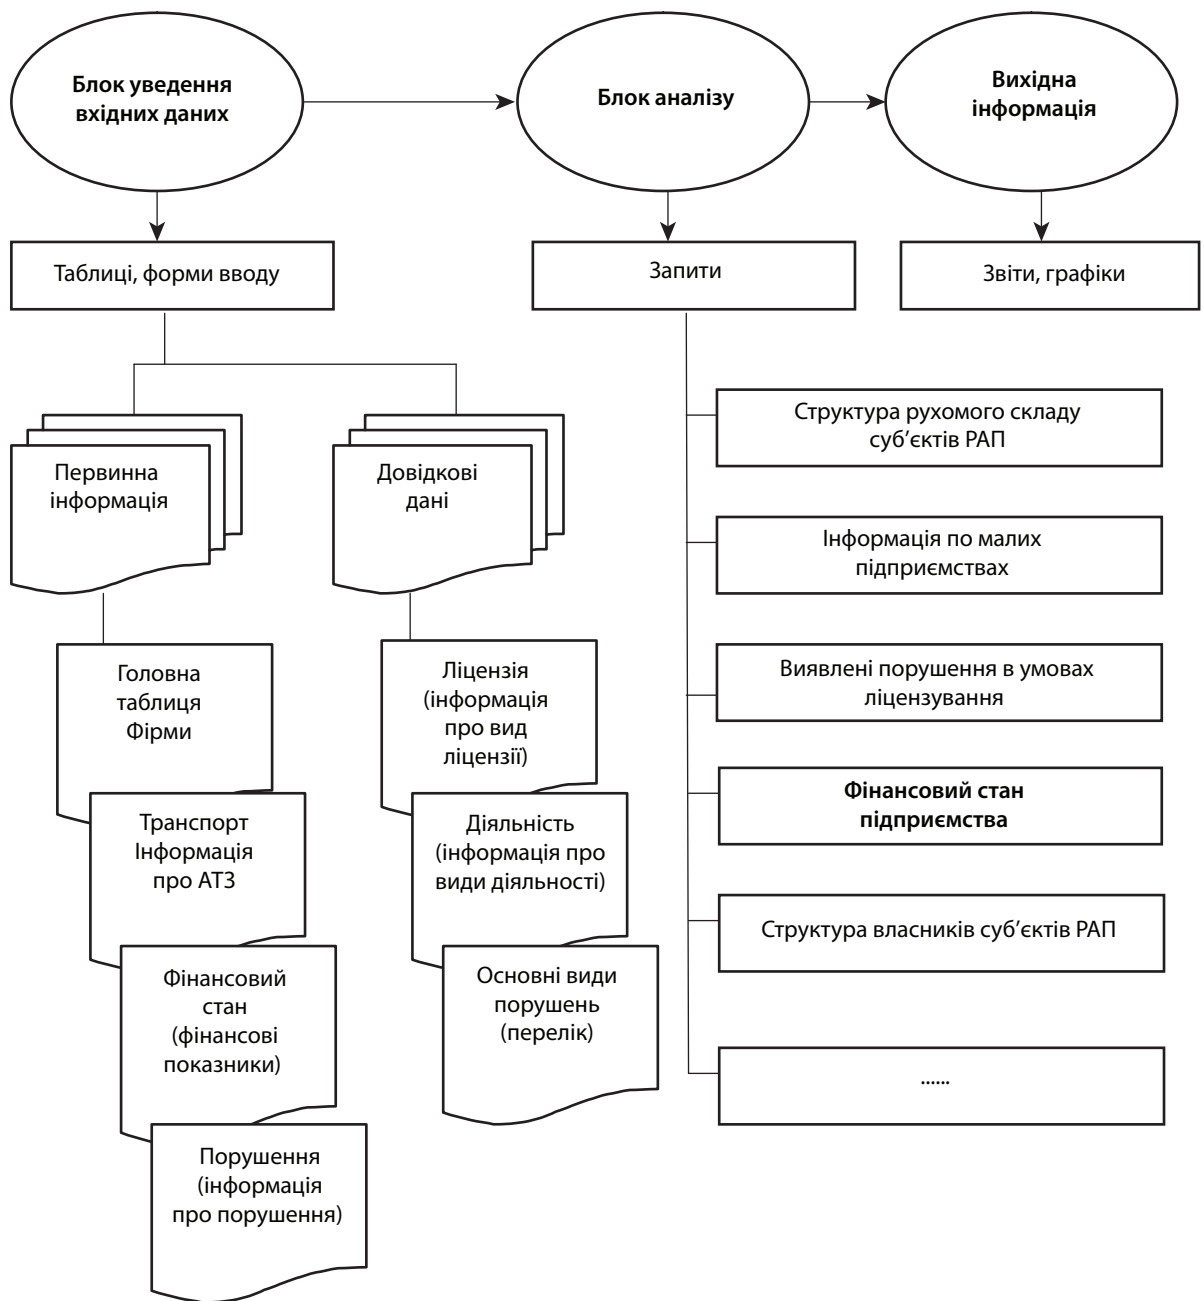 Блок уведення
вхідних даних
Блок аналізу
Вихідна
інформація
Таблиці, форми вводу
Запити
Звіти, графіки
Первинна
інформація
Довідкові
дані
Головна
таблиця
Фірми
Транспорт
Інформація
про АТЗ
Фінансовий
стан
(фінансові
показники)
Порушення
(інформація
про порушення)
Ліцензія
(інформація
про вид
ліцензії)
Діяльність
(інформація про
види діяльності)
Основні види
порушень
(перелік)
Структура рухомого складу
суб’єктів РАП
Інформація по малих
підприємствах
Виявлені порушення в умовах
ліцензування
Фінансовий стан
підприємства
Структура власників суб’єктів РАП
......